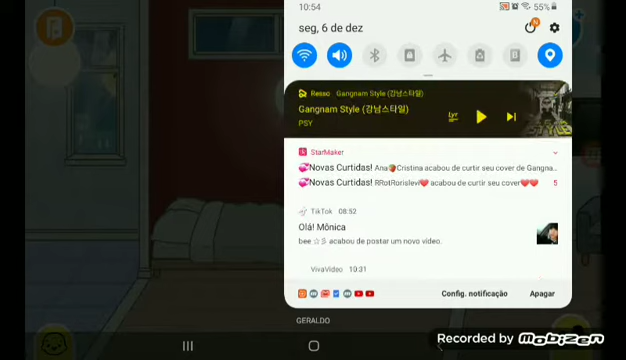 10:54
55%
seg, 6 de dez
N
Resso Gangnam Style (강남스타일)
Gangnam Style (강남스타일)
PSY
Lyr
StarMaker
💞Novas Curtidas! Ana🍓Cristina acabou de curtir seu cover de Gangna...
💞Novas Curtidas! RRotRorislevi❤️ acabou de curtir seu cover❤️❤️ 5
TikTok 08:52
Olá! Mônica
bee ☆彡 acabou de postar um novo vídeo.
VivaVideo 10:31
Config. notificação Apagar
GERALDO
Recorded by MOBIZEN